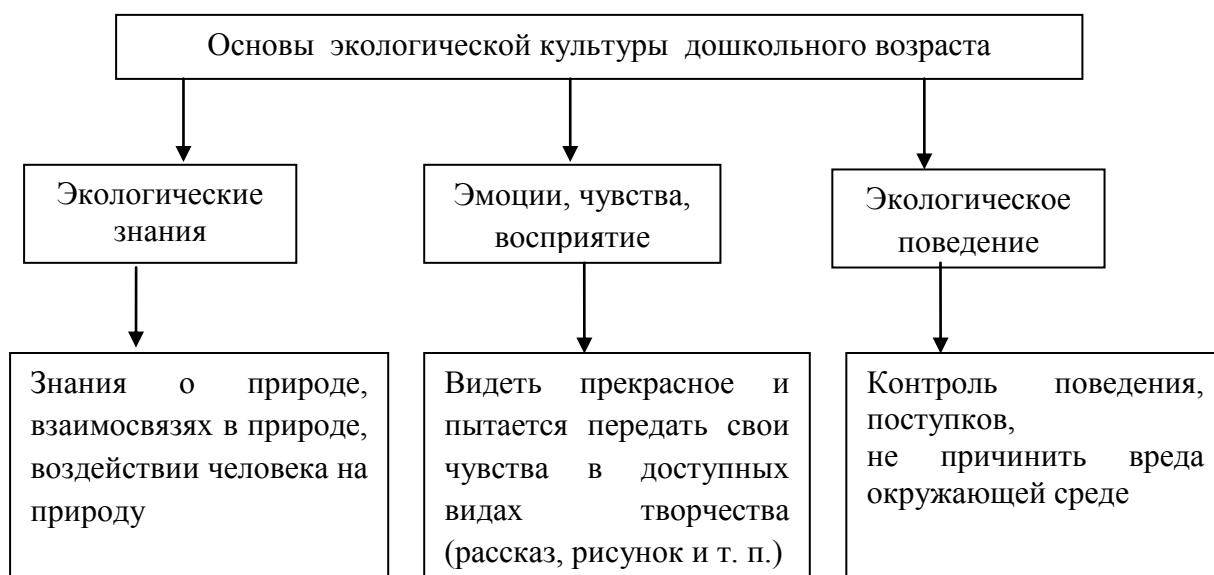 Основы экологической культуры дошкольного возраста
Экологические
знания
Эмоции, чувства,
восприятие
Экологическое
поведение
Знания о природе,
взаимосвязях в природе,
воздействии человека на
природу
Видеть прекрасное и
пытается передать свои
чувства в доступных
видах творчества
(рассказ, рисунок и т. п.)
Контроль поведения,
поступков,
не причинить вреда
окружающей среде